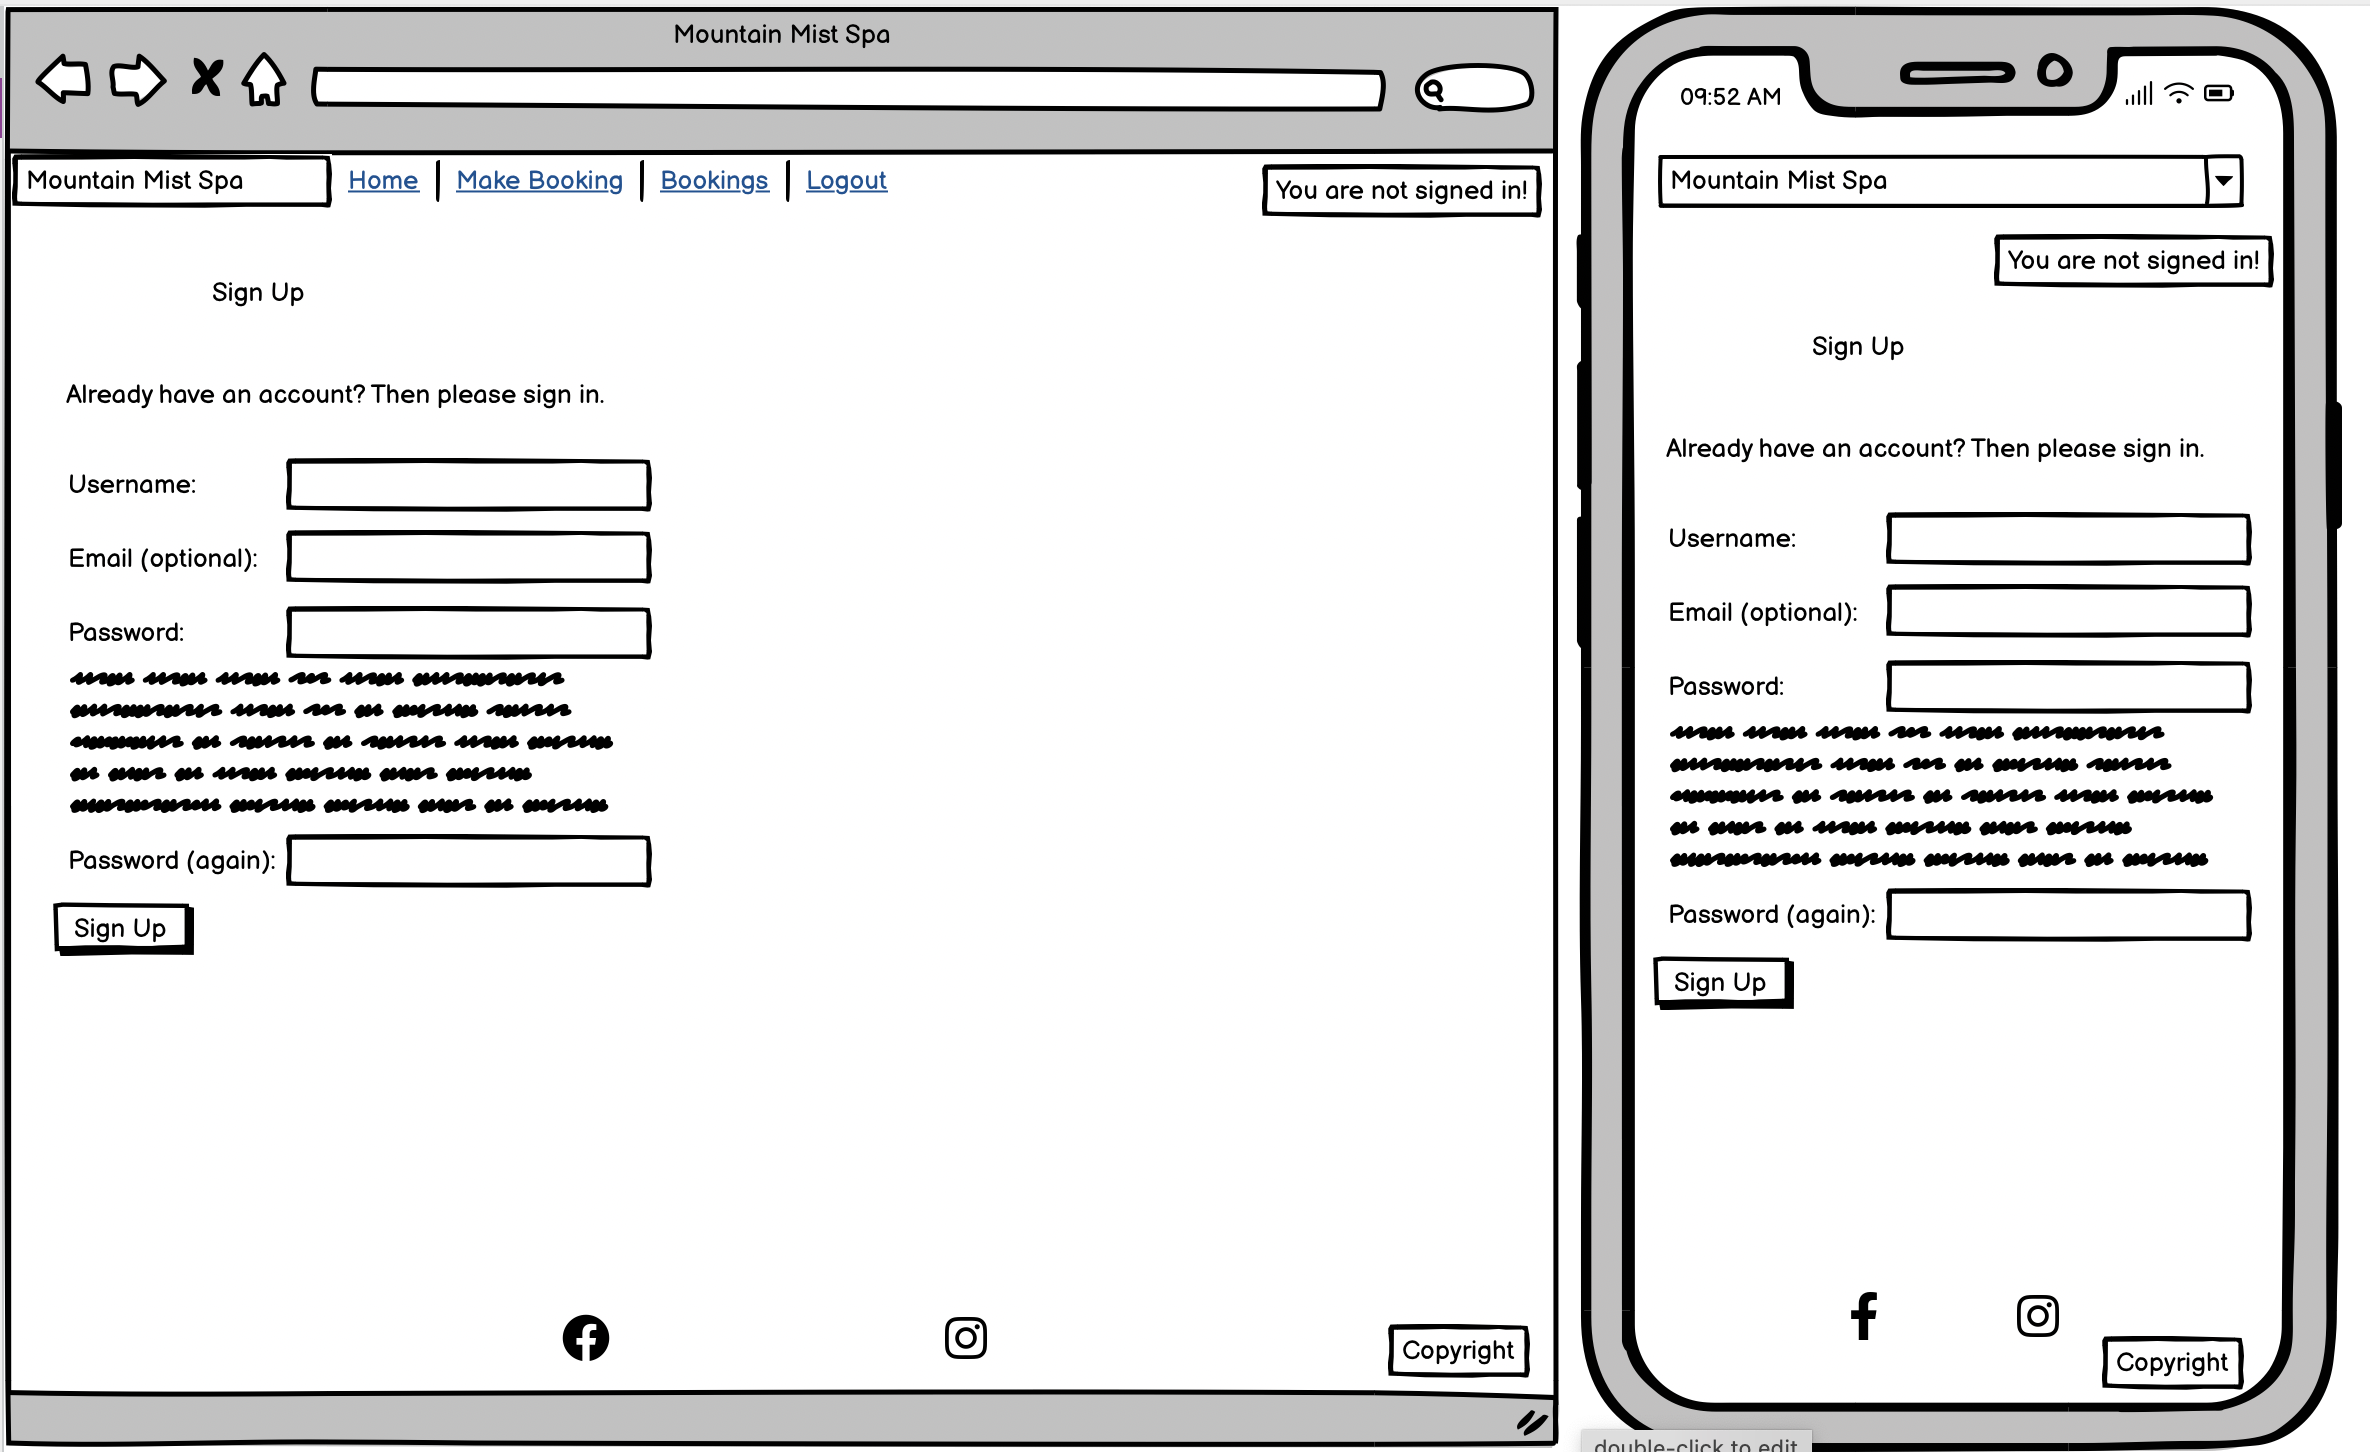 Mountain Mist Spa
Mountain Mist Spa
Home
Make Booking
Bookings
Logout
You are not signed in!
Sign Up
Already have an account? Then please sign in.
Username:
Email (optional):
Password:
Password (again):
Sign Up
Copyright
09:52 AM
Mountain Mist Spa
You are not signed in!
Sign Up
Already have an account? Then please sign in.
Username:
Email (optional):
Password:
Password (again):
Sign Up
Copyright
double-click to edit